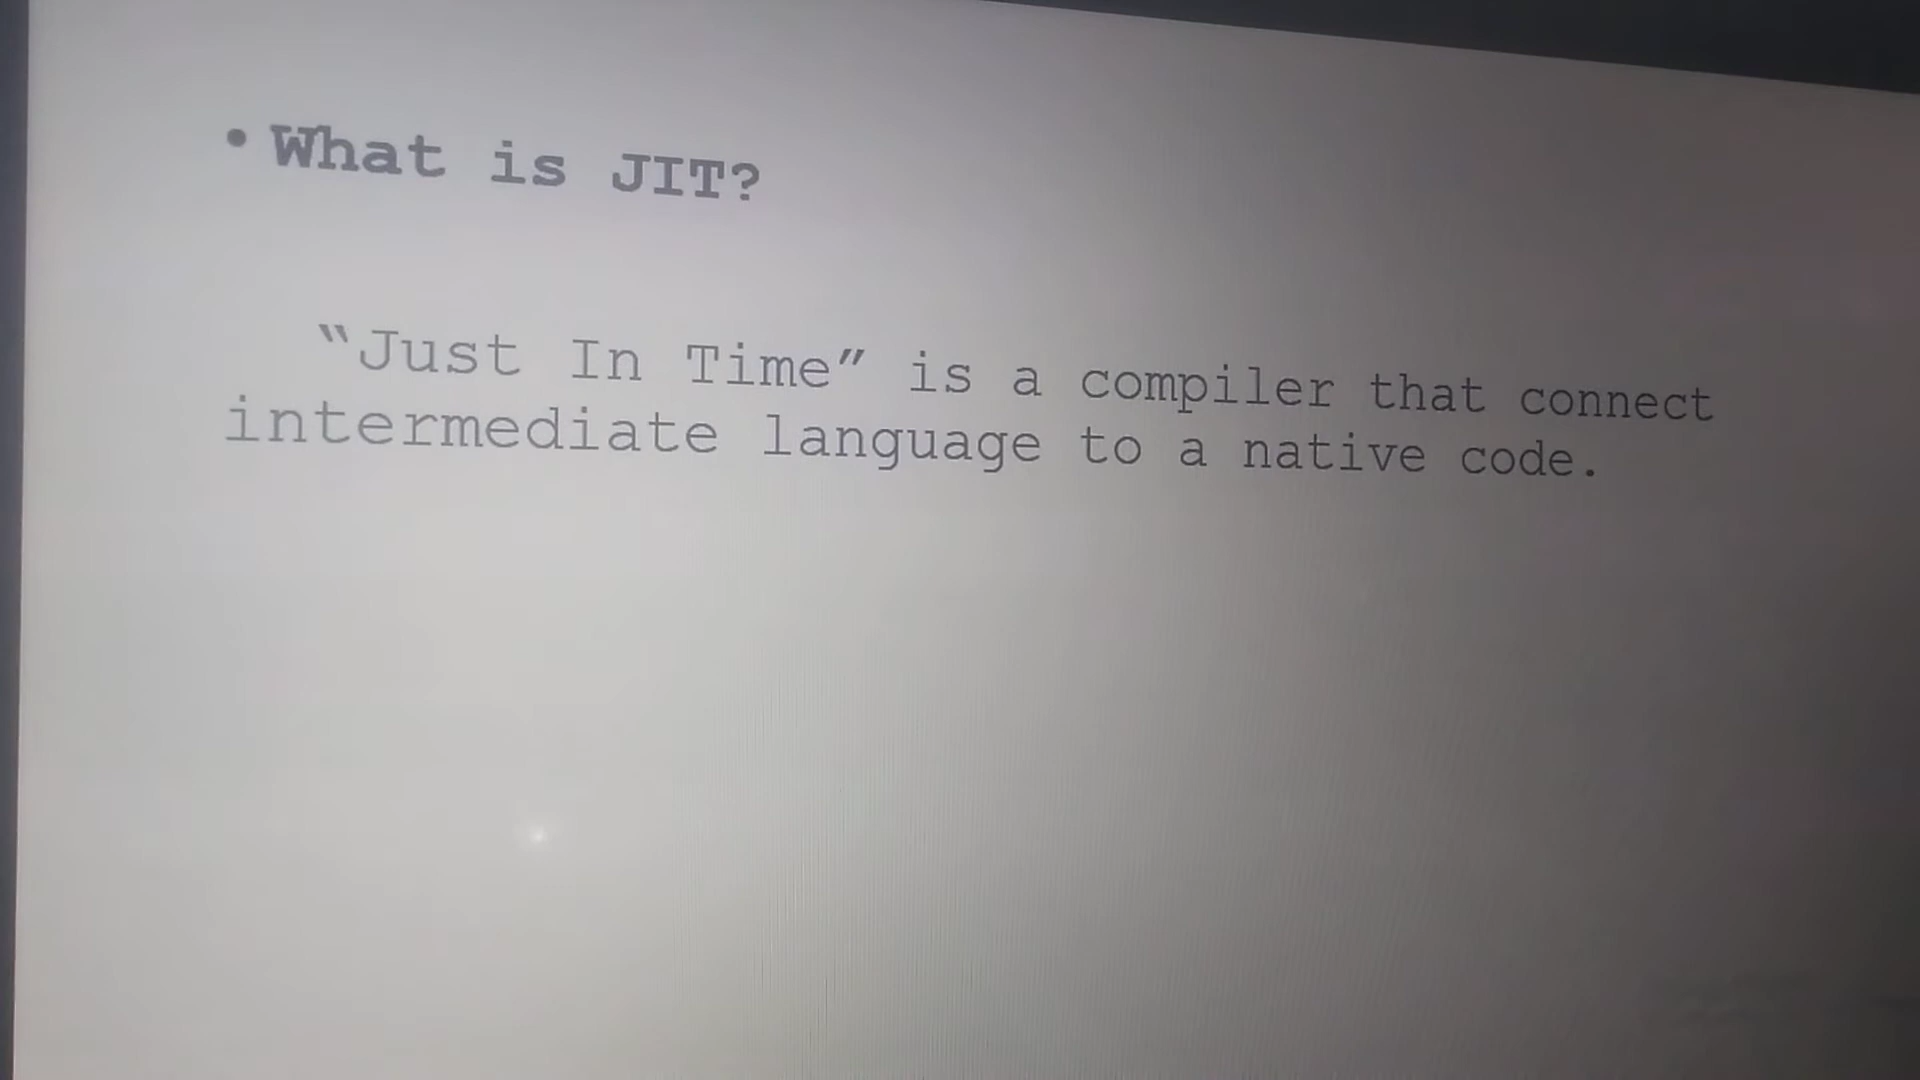 • What is JIT?
“Just In Time” is a compiler that connect
intermediate language to a native code.